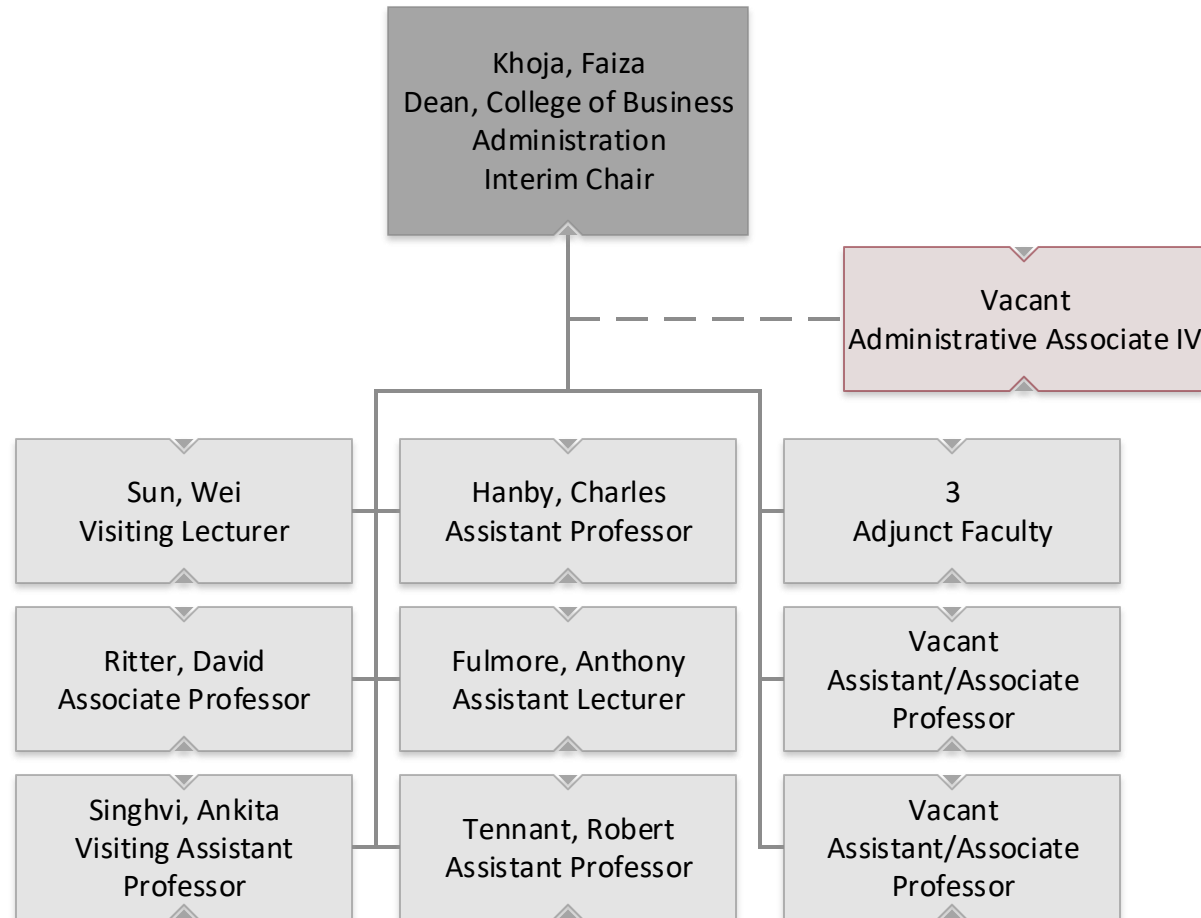 Khoja, Faiza
Dean, College of Business
Administration
Interim Chair
Vacant
Administrative Associate IV
Sun, Wei
Visiting Lecturer
Hanby, Charles
Assistant Professor
3
Adjunct Faculty
Ritter, David
Associate Professor
Fulmore, Anthony
Assistant Lecturer
Vacant
Assistant/Associate
Professor
Singhvi, Ankita
Visiting Assistant
Professor
Tennant, Robert
Assistant Professor
Vacant
Assistant/Associate
Professor